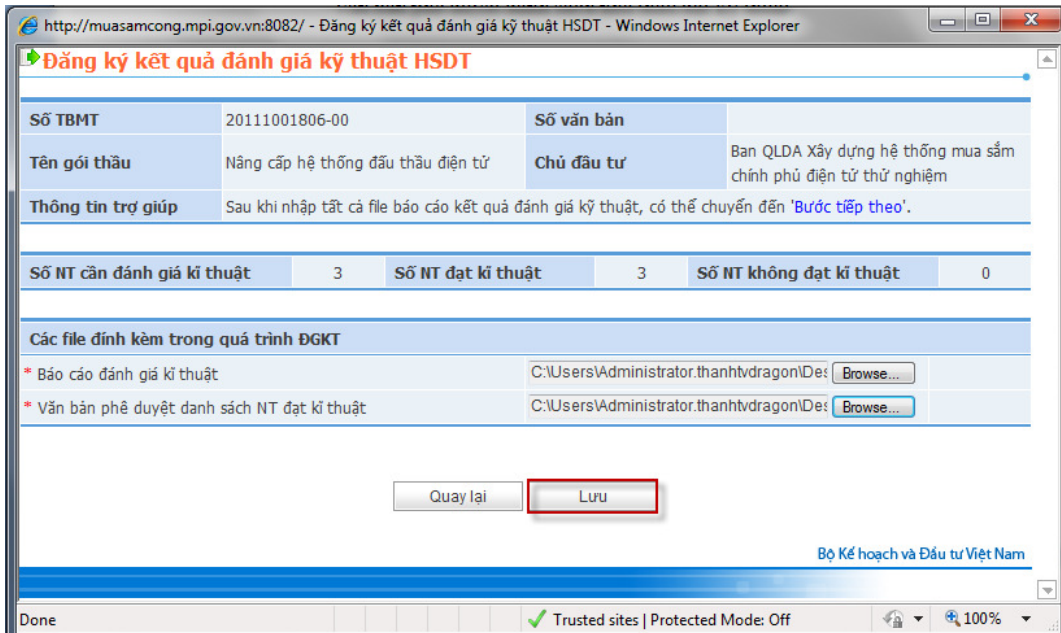 http://muasamcong.mpi.gov.vn:8082/ - Đăng ký kết quả đánh giá kỹ thuật HSDT - Windows Internet Explorer
Đăng ký kết quả đánh giá kỹ thuật HSDT
Số TBMT 20111001806-00 Số văn bản
Tên gói thầu Nâng cấp hệ thống đấu thầu điện tử Chủ đầu tư Ban QLDA Xây dựng hệ thống mua sắm
chính phủ điện tử thử nghiệm
Thông tin trợ giúp Sau khi nhập tất cả file báo cáo kết quả đánh giá kỹ thuật, có thể chuyển đến 'Bước tiếp theo'.
Số NT cần đánh giá kĩ thuật 3 Số NT đạt kĩ thuật 3 Số NT không đạt kĩ thuật 0
Các file đính kèm trong quá trình ĐGKT
* Báo cáo đánh giá kĩ thuật C:\Users\Administrator.thanhtvdragon\Des Browse...
* Văn bản phê duyệt danh sách NT đạt kĩ thuật C:\Users\Administrator.thanhtvdragon\Des Browse...
Quay lại Lưu
Bộ Kế hoạch và Đầu tư Việt Nam
Done Trusted sites | Protected Mode: Off 100%